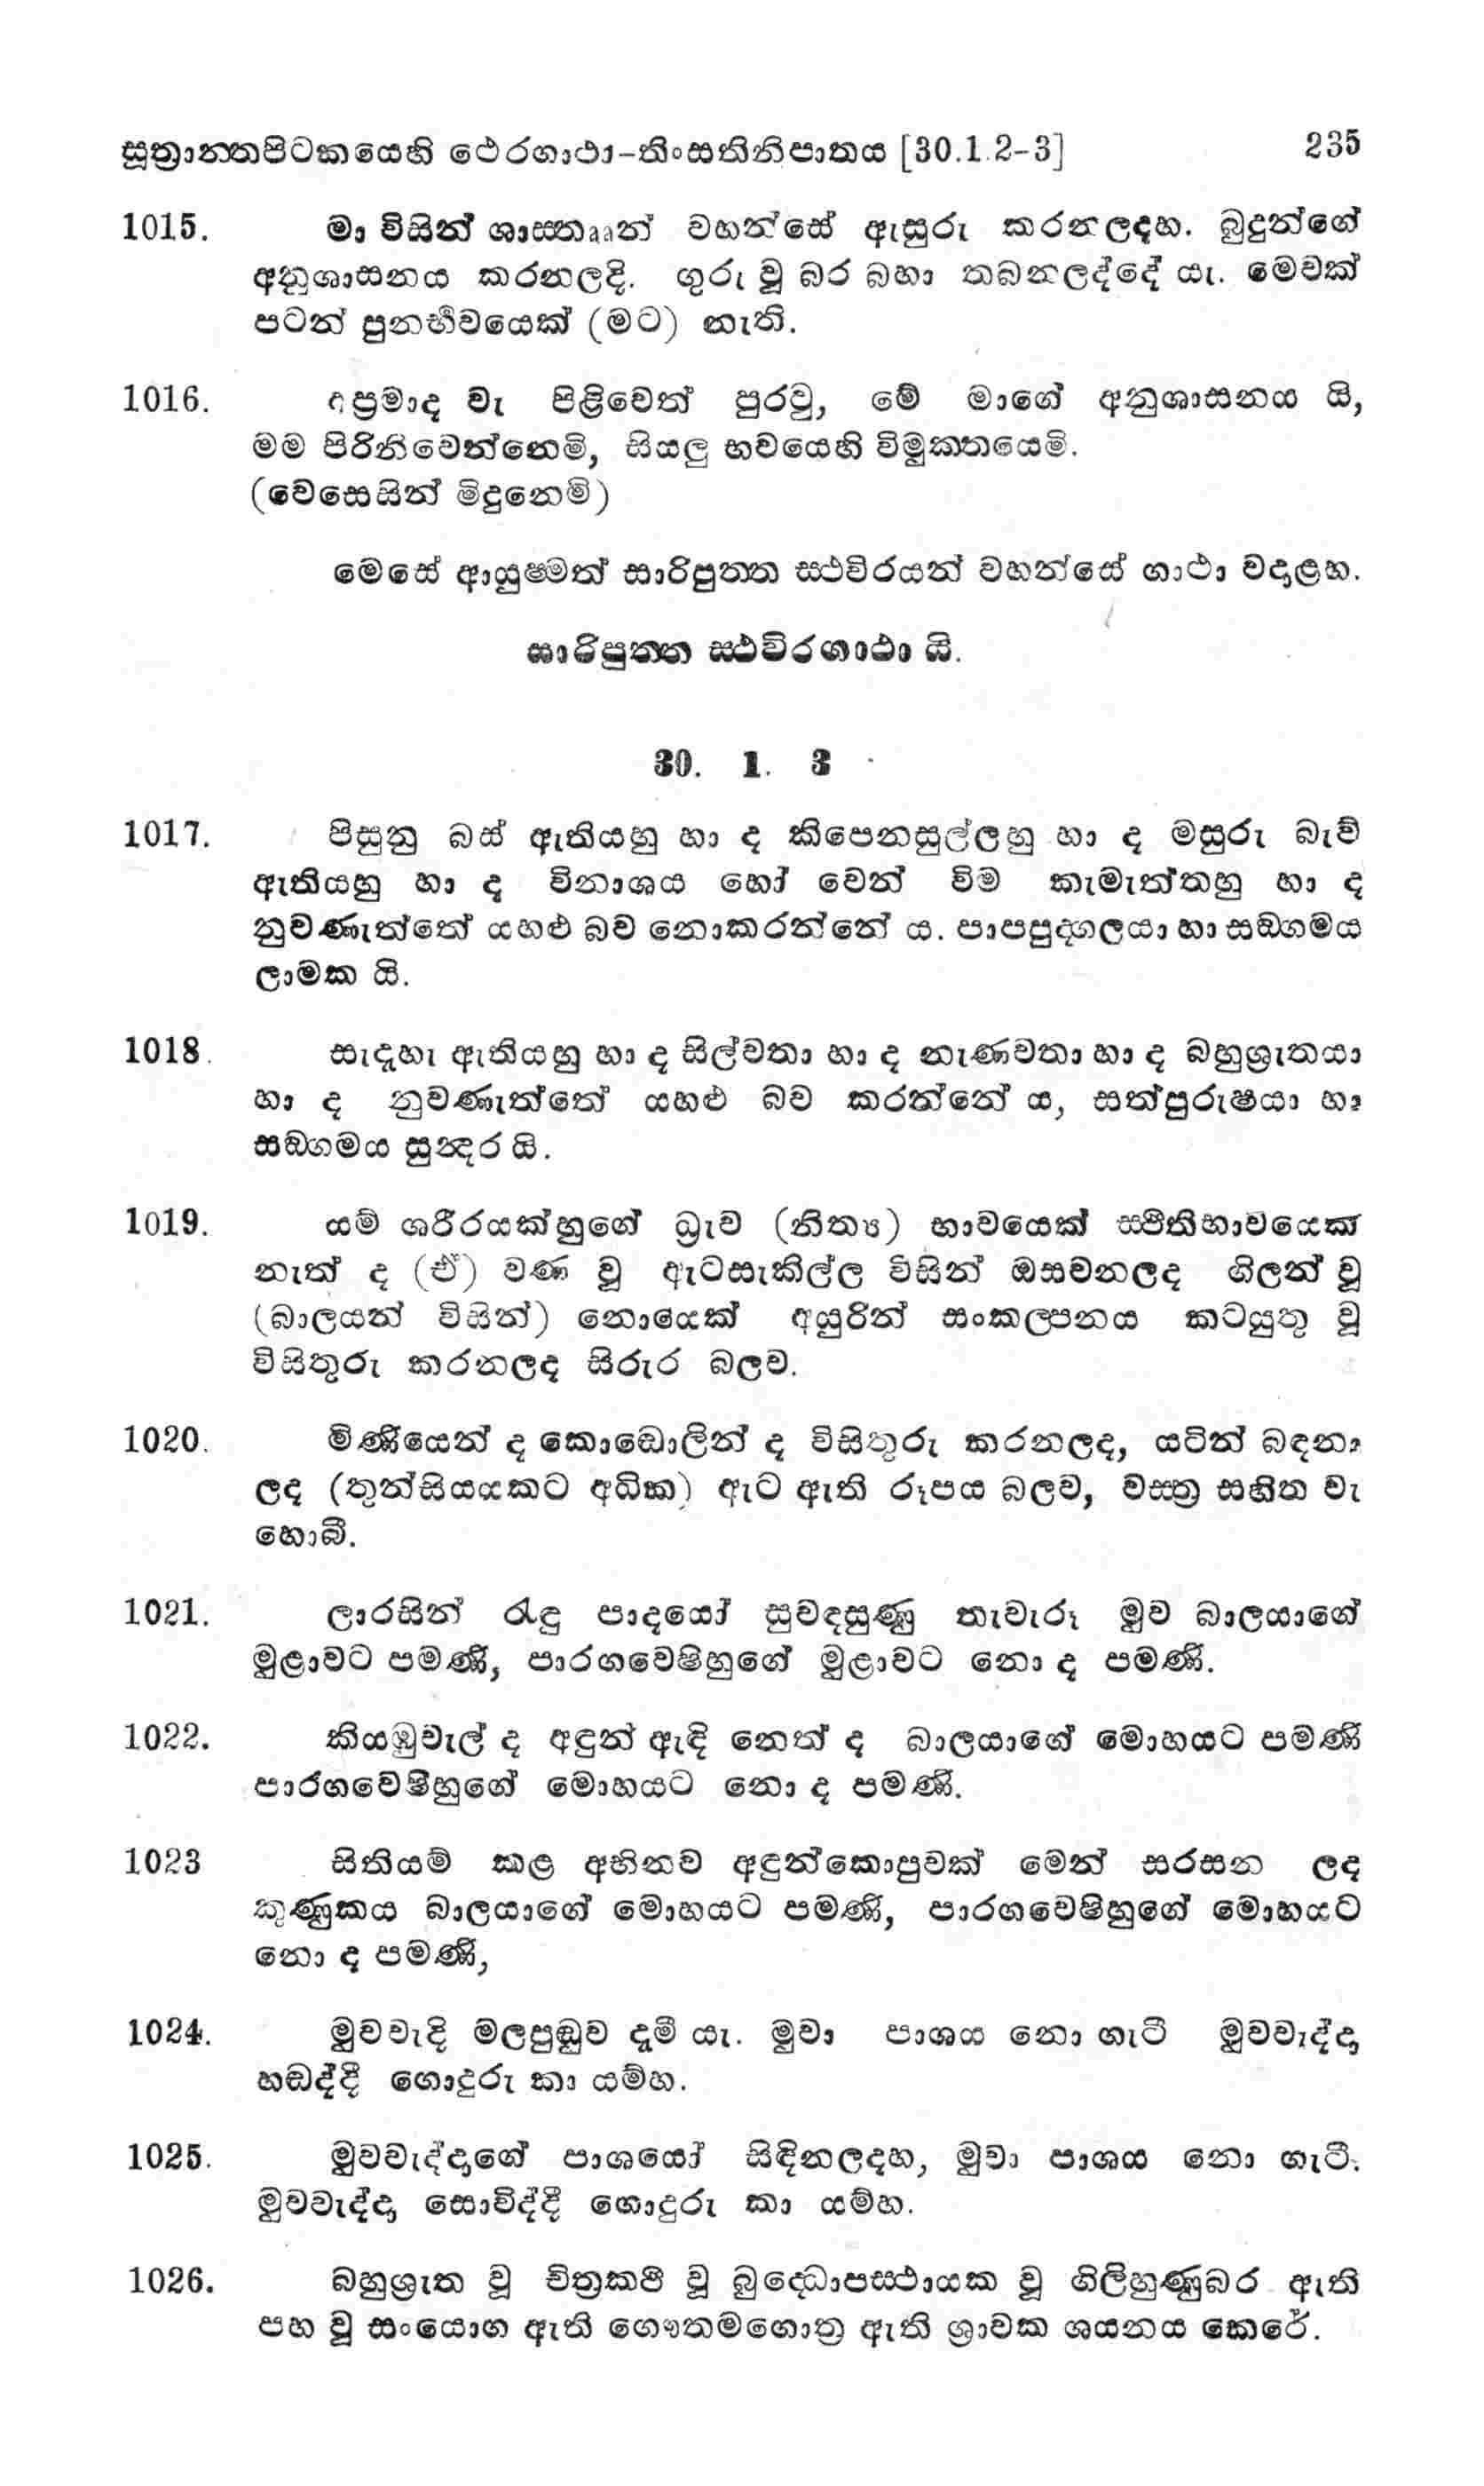 සූත්‍රාන්තපිටකයෙහි ථෙරගාථා-තිංසතිනිපාතය [30.1.2-3] 235
1015. මා විසින් ශාස්තෲන් වහන්සේ ඇසුරු කරනලදහ. බුදුන්ගේ
අනුශාසනය කරනලදි. ගුරු වූ බර බහා තබනලද්දේ යැ. මෙවක්
පටන් පුනර්භවයෙක් (මට) නැති.
1016. අප්‍රමාද වැ පිළිවෙත් පුරවු, මේ මාගේ අනුශාසනය යි,
මම පිරිනිවෙන්නෙමි, සියලු භවයෙහි විමුක්තයෙමි.
(වෙසෙසින් මිදුනෙමි)
මෙසේ ආයුෂ්මත් සාරිපුත්ත ස්ථවිරයන් වහන්සේ ගාථා වදළහ.
සාරිපුත්ත ස්ථවිරගාථා යි.
30. 1. 3
1017. පිසුනු බස් ඇතියහු හා ද කිපෙනසුල්ලහු හා ද මසුරු බැව්
ඇතියහු හා ද විනාශය හෝ වෙන් විම කැමැත්තහු හා ද
නුවණැත්තේ යහළු බව නොකරන්නේ ය. පාපපුද්ගලයා හා සඞ්ගමය
ලාමක යි.
1018. සැදැහැ ඇතියහු හා ද සිල්වතා හා ද නැණවතා හා ද බහුශ්‍රුතයා
හා ද නුවණැත්තේ යහළු බව කරන්නේ ය, සත්පුරුෂයා හා
සඞ්ගමය සුන්දර යි.
1019. යම් ශරීරයක්හුගේ ධ්‍රුව (නිත්‍ය) භාවයෙක් ස්ථිතිභාවයෙක්
නැත් ද (ඒ) වණ වූ ඇටසැකිල්ල විසින් ඔසවනලද ගිලන් වූ
(බාලයන් විසින්) නොයෙක් අයුරින් සංකල්පනය කටයුතු වූ
විසිතුරු කරනලද සිරුර බලව.
1020. මිණියෙන් ද කොඬොලින් ද විසිතුරු කරනලද, යටින් බඳනා
ලද (තුන්සියයකට අධික) ඇට ඇති රූපය බලව, වස්ත්‍ර සහිත වැ
හොබී.
1021. ලාරසින් රැඳු පාදයෝ සුවඳසුණු තැවැරූ මුව බාලයාගේ
මුළාවට පමණි, පාරගවෙෂිහුගේ මුළාවට නො ද පමණි.
1022. කියඹුවැල් ද අඳුන් ඇඳි නෙත් ද බාලයාගේ මොහයට පමණි
පාරගවෙෂීහුගේ මොහයට නො ද පමණි.
1023 සිතියම් කළ අභිනව අඳුන්කොපුවක් මෙන් සරසන ලද
කුණුකය බාලයාගේ මොහයට පමණි, පාරගවෙෂිහුගේ මොහයට
නො ද පමණි,
1024. මුවවැදි මලපුඬුව දැමී යැ. මුවා පාශය නො ගැටී මුවවැද්දා
හඬද්දී ගොදුරු කා යම්හ.
1025. මුවවැද්දාගේ පාශයෝ සිඳිනලදහ, මුවා පාශය නො ගැටී.
මුවවැද්දා සොවිද්දී ගොදුරු කා යම්හ.
1026. බහුශ්‍රුත වූ චිත්‍රකථී වූ බුද්ධොපස්ථායක වූ ගිලිහුණුබර ඇති
පහ වූ සංයොග ඇති ගෞතමගොත්‍ර ඇති ශ්‍රාවක ශයනය කෙරේ.